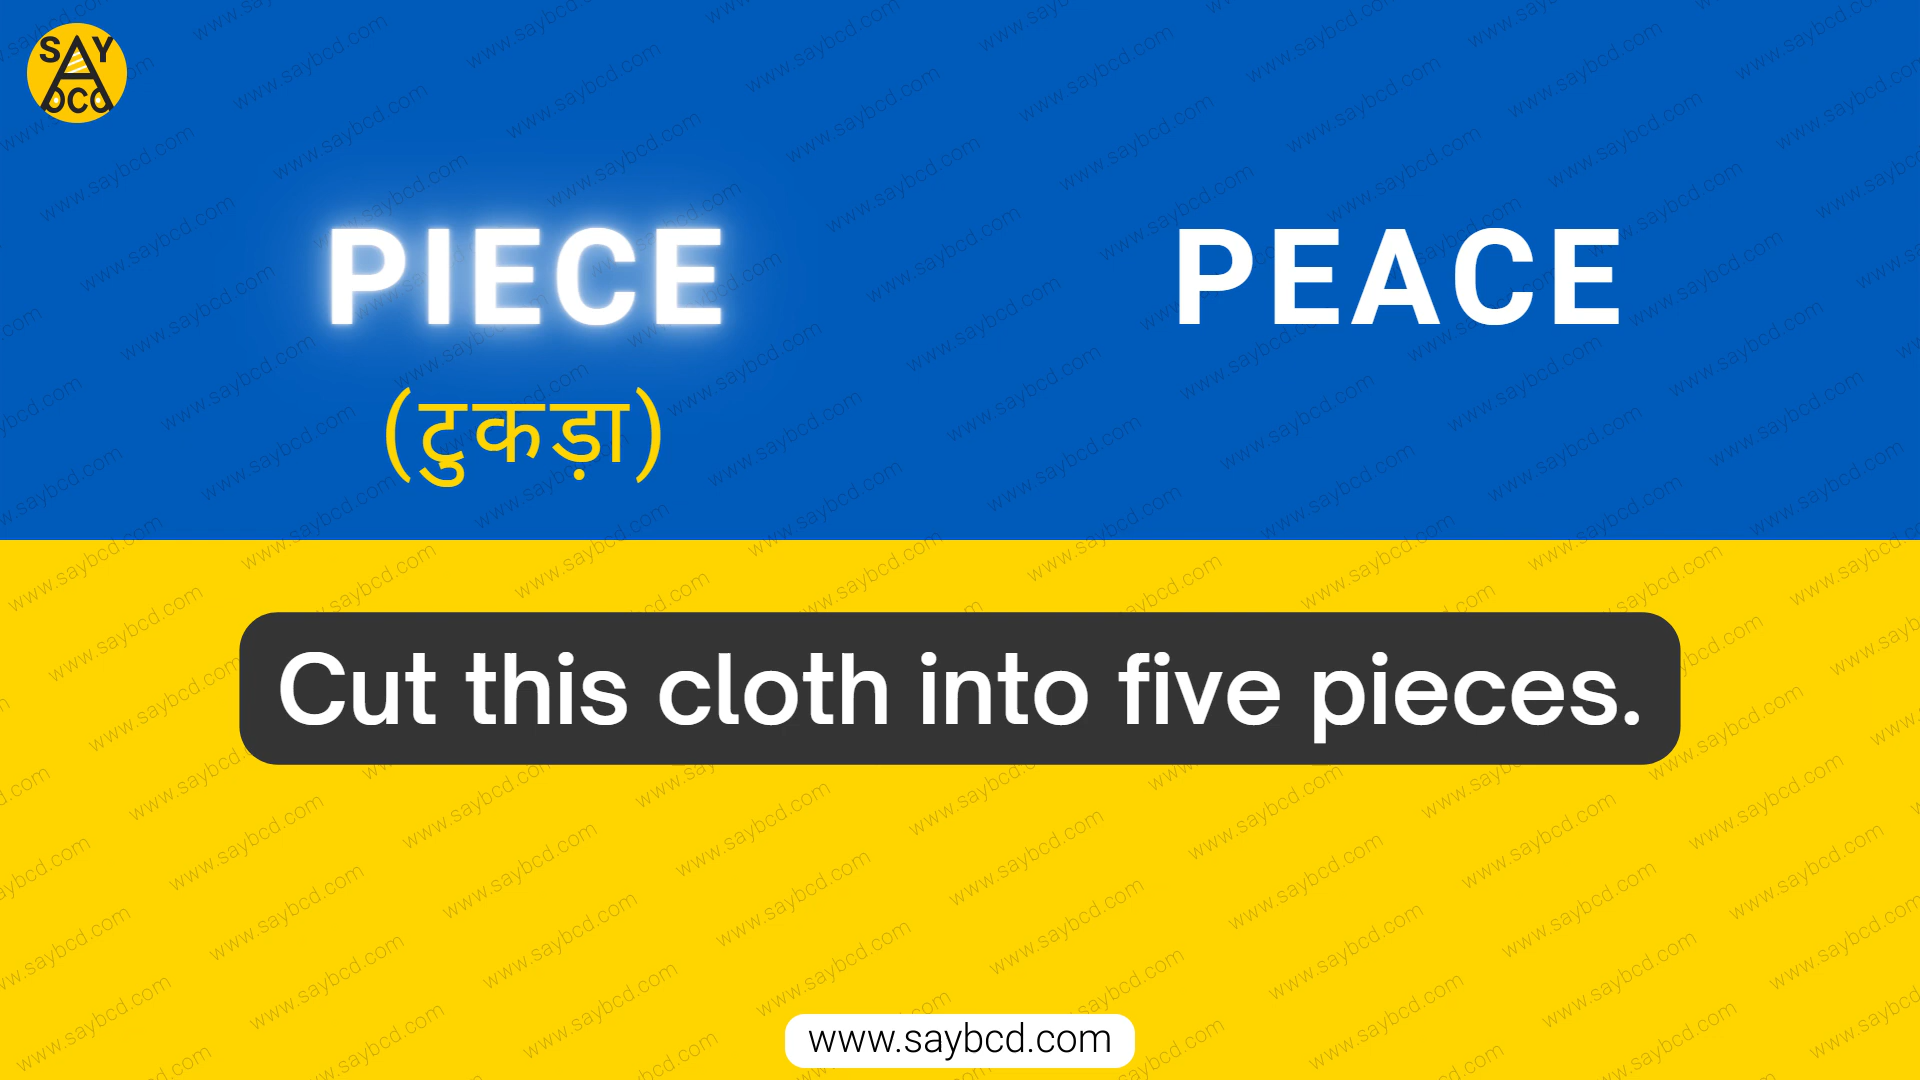 SAY
BCD
PIECE
PEACE
(टुकड़ा)
Cut this cloth into five pieces.
www.saybcd.com